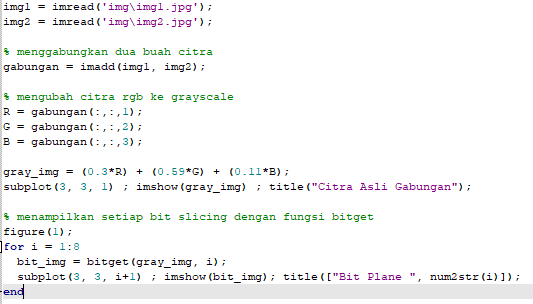 img1 = imread('img\img1.jpg');
img2 = imread('img\img2.jpg');
% menggabungkan dua buah citra
gabungan = imadd(img1, img2);
% mengubah citra rgb ke grayscale
R = gabungan(:,:,1);
G = gabungan(:,:,2);
B = gabungan(:,:,3);
gray_img = (0.3*R) + (0.59*G) + (0.11*B);
subplot(3, 3, 1) ; imshow(gray_img) ; title("Citra Asli Gabungan");
% menampilkan setiap bit slicing dengan fungsi bitget
figure(1);
for i = 1:8
bit_img = bitget(gray_img, i);
subplot(3, 3, i+1) ; imshow(bit_img); title(["Bit Plane ", num2str(i)]);
end